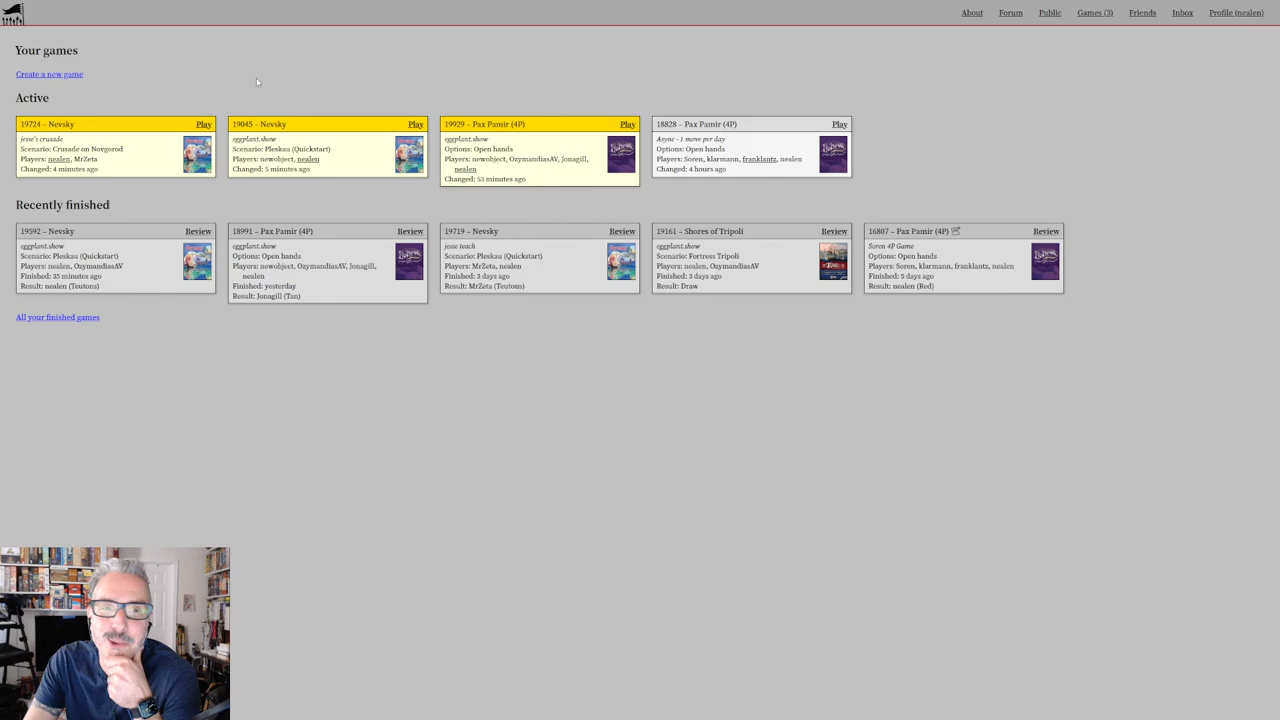 About Forum Public Games (3) Friends Inbox Profile (nealen)
Your games
Create a new game
Active
19724 – Nevsky Play
jesse's crusade
Scenario: Crusade on Novgorod
Players: nealen, MrZeta
Changed: 4 minutes ago
19045 – Nevsky Play
eggplant.show
Scenario: Pleskau (Quickstart)
Players: newobject, nealen
Changed: 5 minutes ago
19929 – Pax Pamir (4P) Play
eggplant.show
Options: Open hands
Players: newobject, OzymandiasAV, Jonagill,
nealen
Changed: 53 minutes ago
18828 – Pax Pamir (4P) Play
Async - 1 move per day
Options: Open hands
Players: Soren, klarmann, franklantz, nealen
Changed: 4 hours ago
Recently finished
19592 – Nevsky Review
eggplant.show
Scenario: Pleskau (Quickstart)
Players: nealen, OzymandiasAV
Finished: 35 minutes ago
Result: nealen (Teutons)
18991 – Pax Pamir (4P) Review
eggplant.show
Options: Open hands
Players: newobject, OzymandiasAV, Jonagill,
nealen
Finished: yesterday
Result: Jonagill (Tan)
19719 – Nevsky Review
jesse teach
Scenario: Pleskau (Quickstart)
Players: MrZeta, nealen
Finished: 3 days ago
Result: MrZeta (Teutons)
19161 – Shores of Tripoli Review
eggplant.show
Scenario: Fortress Tripoli
Players: nealen, OzymandiasAV
Finished: 3 days ago
Result: Draw
16807 – Pax Pamir (4P) Review
Soren 4P Game
Options: Open hands
Players: Soren, klarmann, franklantz, nealen
Finished: 5 days ago
Result: nealen (Red)
All your finished games